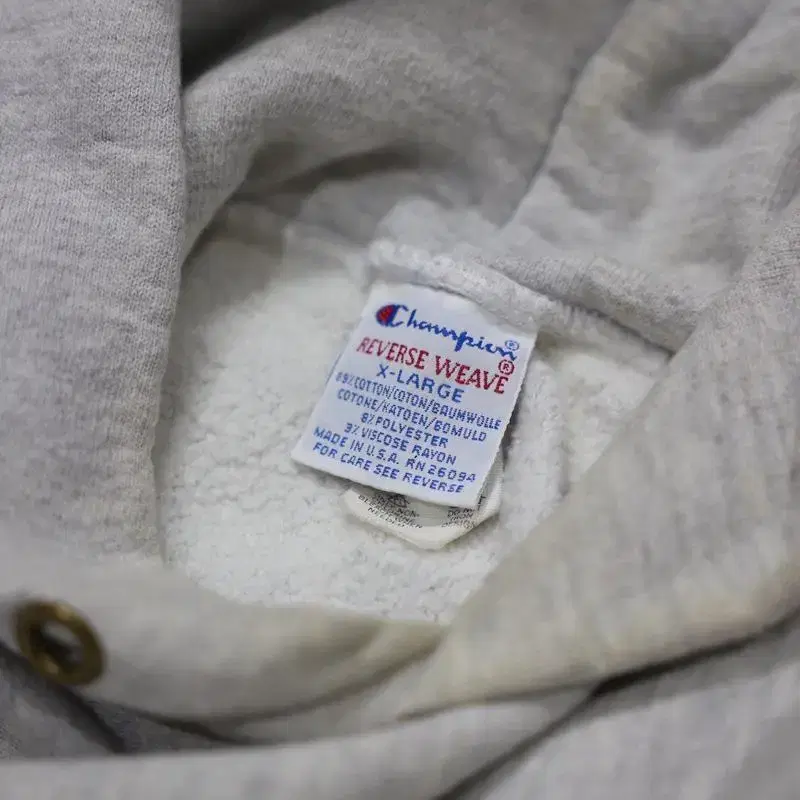 Champion®
REVERSE WEAVE®
X-LARGE
89% COTTON/COTON/BAUMWOLLE
COTONE/KATOEN/BOMULD
8% POLYESTER
3% VISCOSE RAYON
MADE IN U.S.A. RN 26094
FOR CARE SEE REVERSE
NEEDED